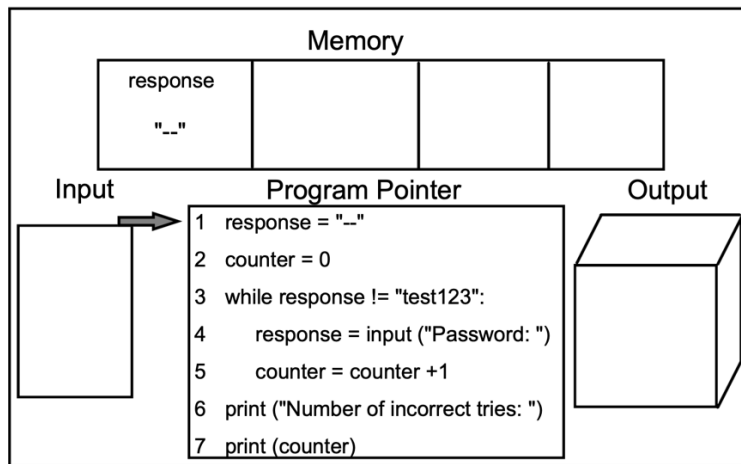 Memory
response
"--"
Input
Program Pointer
Output
1 response = "--"
2 counter = 0
3 while response != "test123":
4 response = input ("Password: ")
5 counter = counter +1
6 print ("Number of incorrect tries: ")
7 print (counter)